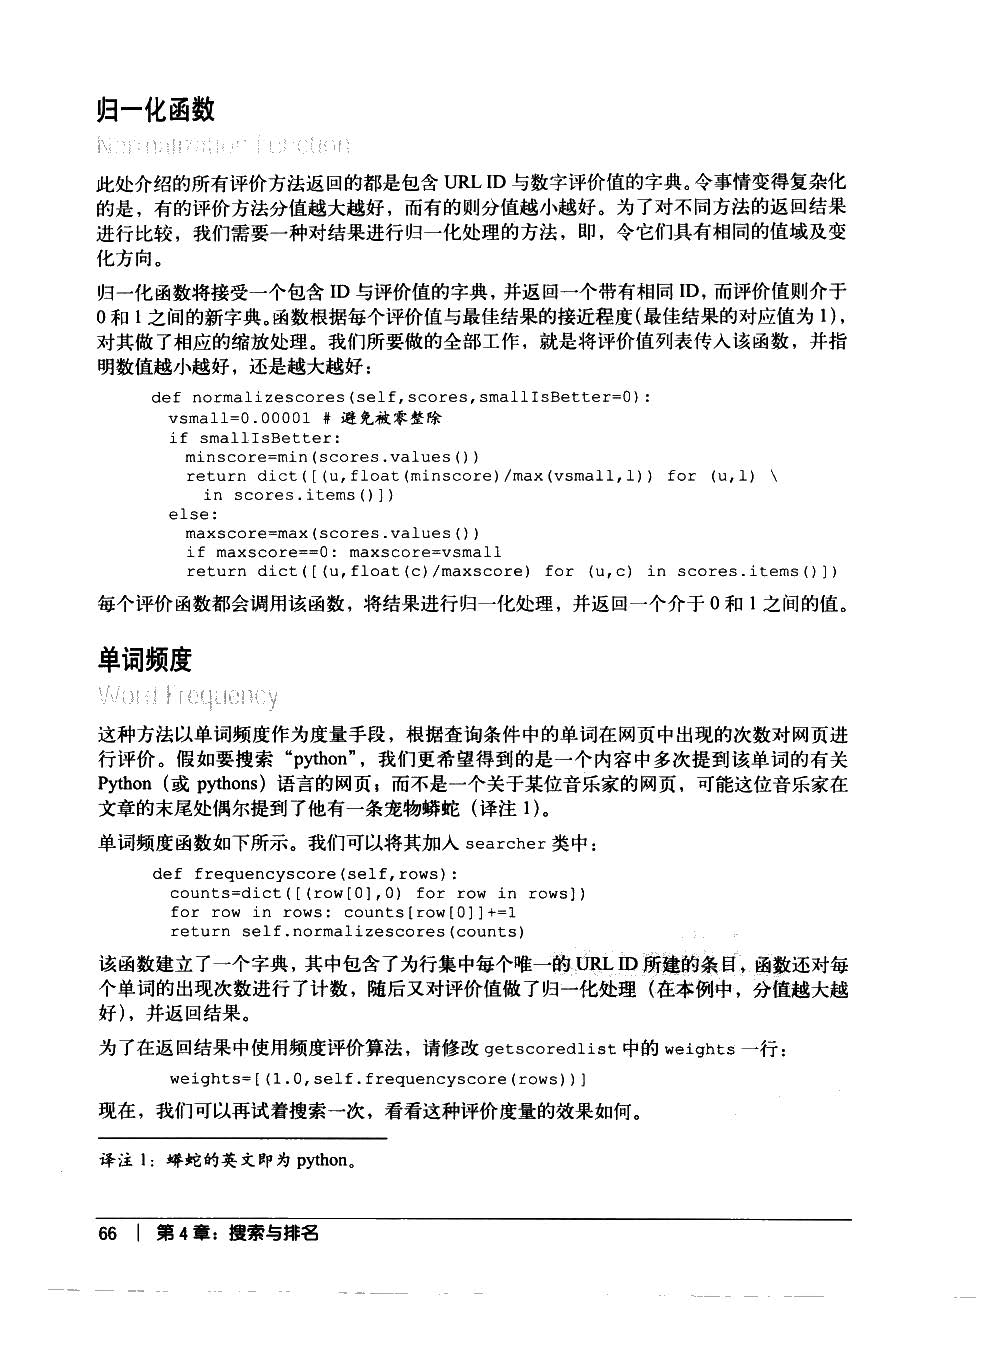 归一化函数
Normalization Function
此处介绍的所有评价方法返回的都是包含 URL ID 与数字评价值的字典。令事情变得复杂化
的是，有的评价方法分值越大越好，而有的则分值越小越好。为了对不同方法的返回结果
进行比较，我们需要一种对结果进行归一化处理的方法，即，令它们具有相同的值域及变
化方向。
归一化函数将接受一个包含 ID 与评价值的字典，并返回一个带有相同 ID，而评价值则介于
0 和 1 之间的新字典。函数根据每个评价值与最佳结果的接近程度（最佳结果的对应值为 1），
对其做了相应的缩放处理。我们所要做的全部工作，就是将评价值列表传入该函数，并指
明数值越小越好，还是越大越好：
def normalizescores(self,scores,smallIsBetter=0):
  vsmall=0.00001 # 避免被零整除
  if smallIsBetter:
    minscore=min(scores.values())
    return dict([(u,float(minscore)/max(vsmall,l)) for (u,l) \
      in scores.items()])
  else:
    maxscore=max(scores.values())
    if maxscore==0: maxscore=vsmall
    return dict([(u,float(c)/maxscore) for (u,c) in scores.items()])
每个评价函数都会调用该函数，将结果进行归一化处理，并返回一个介于 0 和 1 之间的值。
单词频度
Word Frequency
这种方法以单词频度作为度量手段，根据查询条件中的单词在网页中出现的次数对网页进
行评价。假如要搜索“python”，我们更希望得到的是一个内容中多次提到该单词的有关
Python（或 pythons）语言的网页；而不是一个关于某位音乐家的网页，可能这位音乐家在
文章的末尾处偶尔提到了他有一条宠物蟒蛇（译注 1）。
单词频度函数如下所示。我们可以将其加入 searcher 类中：
def frequencyscore(self,rows):
  counts=dict([(row[0],0) for row in rows])
  for row in rows: counts[row[0]]+=1
  return self.normalizescores(counts)
该函数建立了一个字典，其中包含了为行集中每个唯一的 URL ID 所建的条目，函数还对每
个单词的出现次数进行了计数，随后又对评价值做了归一化处理（在本例中，分值越大越
好），并返回结果。
为了在返回结果中使用频度评价算法，请修改 getscoredlist 中的 weights 一行：
weights=[(1.0,self.frequencyscore(rows))]
现在，我们可以再试着搜索一次，看看这种评价度量的效果如何。
译注 1：蟒蛇的英文即为 python。
66 | 第 4 章：搜索与排名